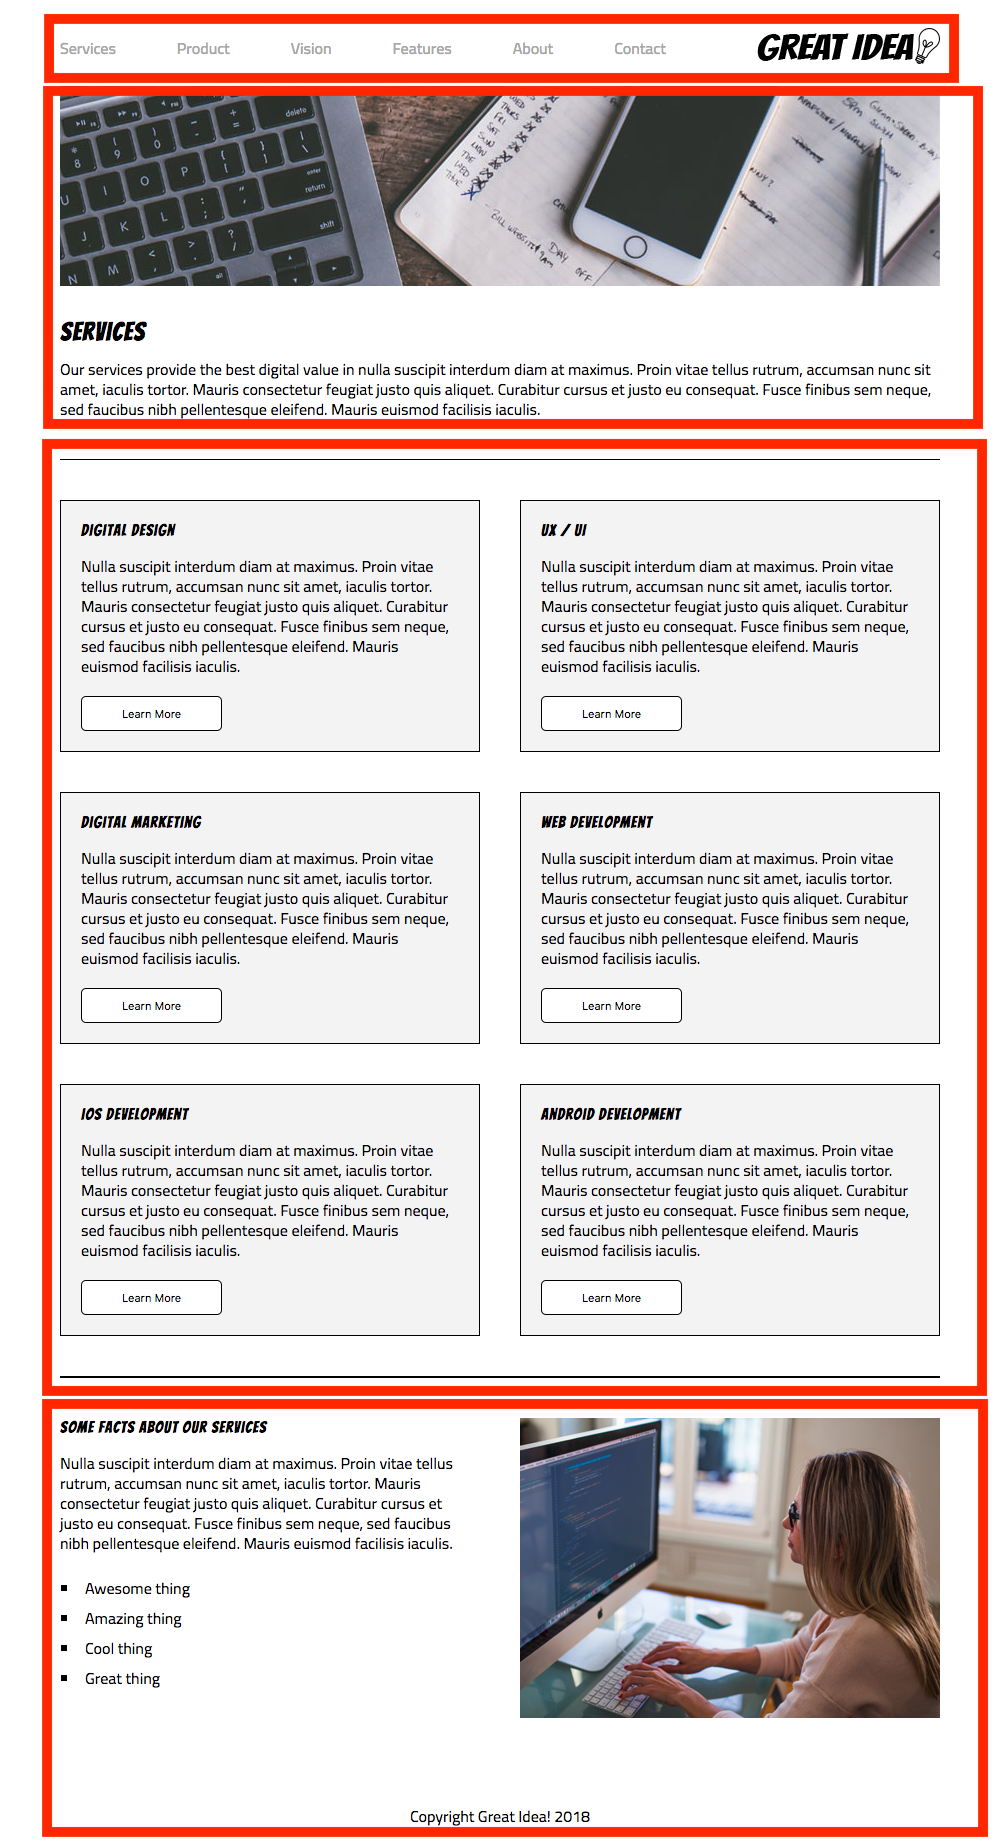 Services Product Vision Features About Contact GREAT IDEA
delete
enter
return
shift
WED
THUR
FRI
SAT
SUN
MON
TUE
WED
THUR
BILL WEBSITE
DAY OFF
SERVICES
Our services provide the best digital value in nulla suscipit interdum diam at maximus. Proin vitae tellus rutrum, accumsan nunc sit
amet, iaculis tortor. Mauris consectetur feugiat justo quis aliquet. Curabitur cursus et justo eu consequat. Fusce finibus sem neque,
sed faucibus nibh pellentesque eleifend. Mauris euismod facilisis iaculis.
DIGITAL DESIGN
Nulla suscipit interdum diam at maximus. Proin vitae
tellus rutrum, accumsan nunc sit amet, iaculis tortor.
Mauris consectetur feugiat justo quis aliquet. Curabitur
cursus et justo eu consequat. Fusce finibus sem neque,
sed faucibus nibh pellentesque eleifend. Mauris
euismod facilisis iaculis.
Learn More
UX / UI
Nulla suscipit interdum diam at maximus. Proin vitae
tellus rutrum, accumsan nunc sit amet, iaculis tortor.
Mauris consectetur feugiat justo quis aliquet. Curabitur
cursus et justo eu consequat. Fusce finibus sem neque,
sed faucibus nibh pellentesque eleifend. Mauris
euismod facilisis iaculis.
Learn More
DIGITAL MARKETING
Nulla suscipit interdum diam at maximus. Proin vitae
tellus rutrum, accumsan nunc sit amet, iaculis tortor.
Mauris consectetur feugiat justo quis aliquet. Curabitur
cursus et justo eu consequat. Fusce finibus sem neque,
sed faucibus nibh pellentesque eleifend. Mauris
euismod facilisis iaculis.
Learn More
WEB DEVELOPMENT
Nulla suscipit interdum diam at maximus. Proin vitae
tellus rutrum, accumsan nunc sit amet, iaculis tortor.
Mauris consectetur feugiat justo quis aliquet. Curabitur
cursus et justo eu consequat. Fusce finibus sem neque,
sed faucibus nibh pellentesque eleifend. Mauris
euismod facilisis iaculis.
Learn More
IOS DEVELOPMENT
Nulla suscipit interdum diam at maximus. Proin vitae
tellus rutrum, accumsan nunc sit amet, iaculis tortor.
Mauris consectetur feugiat justo quis aliquet. Curabitur
cursus et justo eu consequat. Fusce finibus sem neque,
sed faucibus nibh pellentesque eleifend. Mauris
euismod facilisis iaculis.
Learn More
ANDROID DEVELOPMENT
Nulla suscipit interdum diam at maximus. Proin vitae
tellus rutrum, accumsan nunc sit amet, iaculis tortor.
Mauris consectetur feugiat justo quis aliquet. Curabitur
cursus et justo eu consequat. Fusce finibus sem neque,
sed faucibus nibh pellentesque eleifend. Mauris
euismod facilisis iaculis.
Learn More
SOME FACTS ABOUT OUR SERVICES
Nulla suscipit interdum diam at maximus. Proin vitae tellus
rutrum, accumsan nunc sit amet, iaculis tortor. Mauris
consectetur feugiat justo quis aliquet. Curabitur cursus et
justo eu consequat. Fusce finibus sem neque, sed faucibus
nibh pellentesque eleifend. Mauris euismod facilisis iaculis.
Awesome thing
Amazing thing
Cool thing
Great thing
Copyright Great Idea! 2018